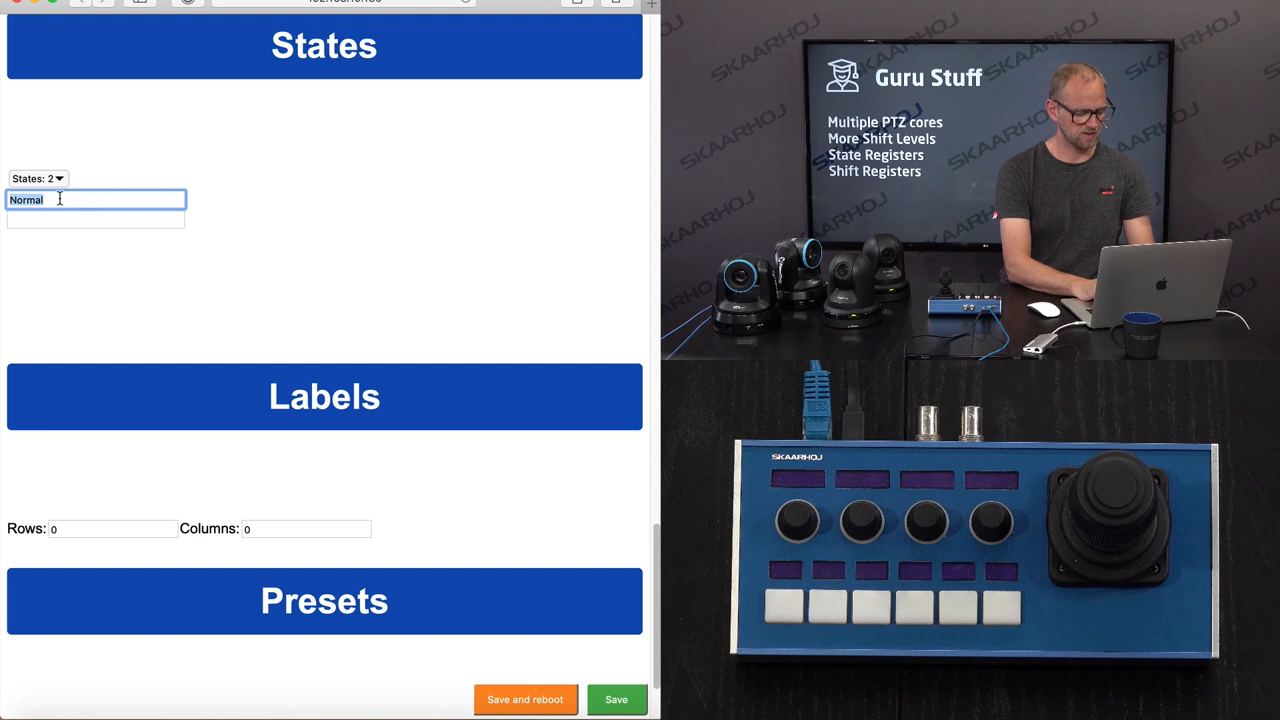 States
States: 2
Normal
Labels
Rows: 0 Columns: 0
Presets
Save and reboot
Save
SKAARHOJ
Guru Stuff
Multiple PTZ cores
More Shift Levels
State Registers
Shift Registers
SKAARHOJ